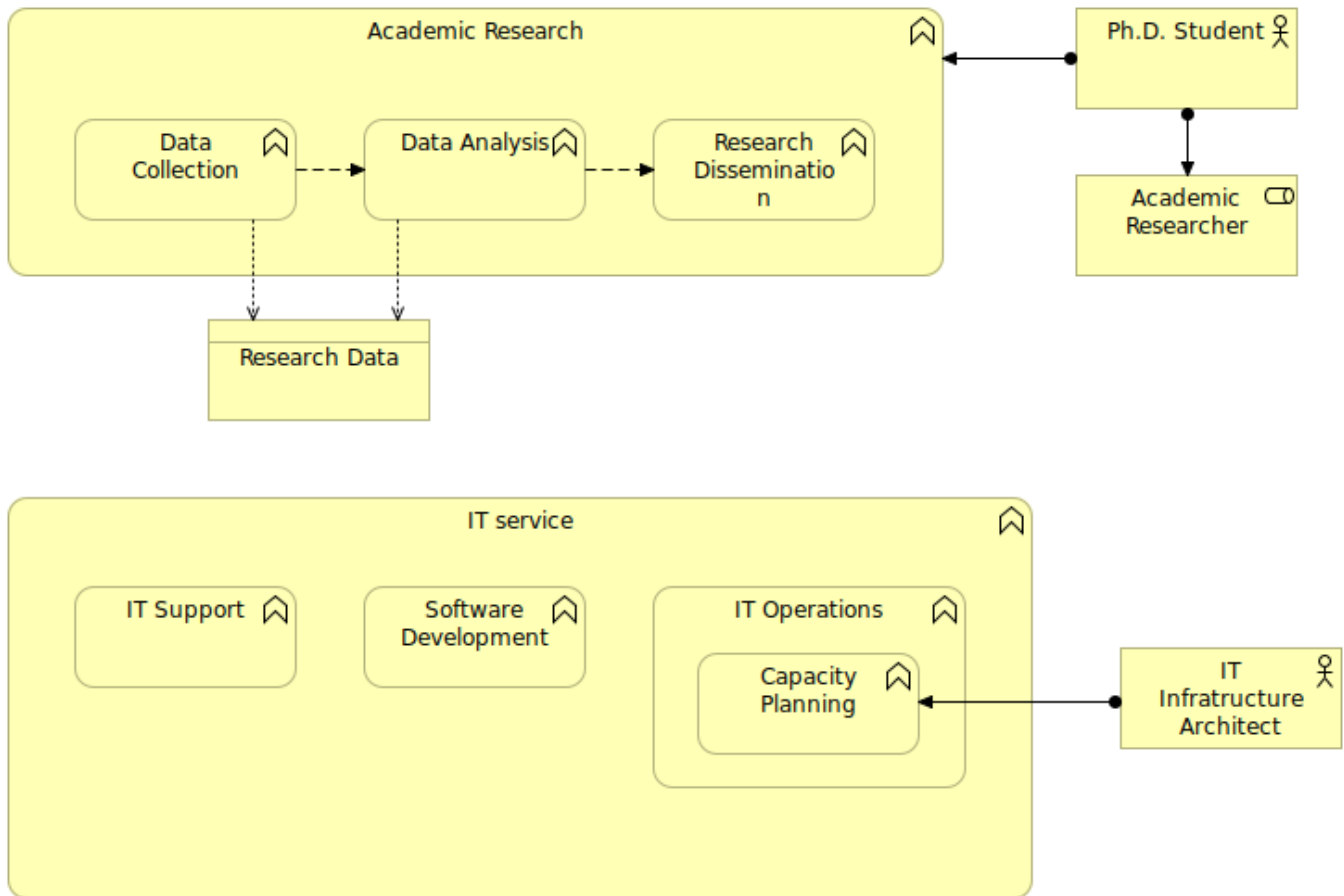 Academic Research
Ph.D. Student
Data
Collection
Data Analysis
Research
Disseminatio
n
Academic
Researcher
Research Data
IT service
IT Support
Software
Development
IT Operations
Capacity
Planning
IT
Infratructure
Architect